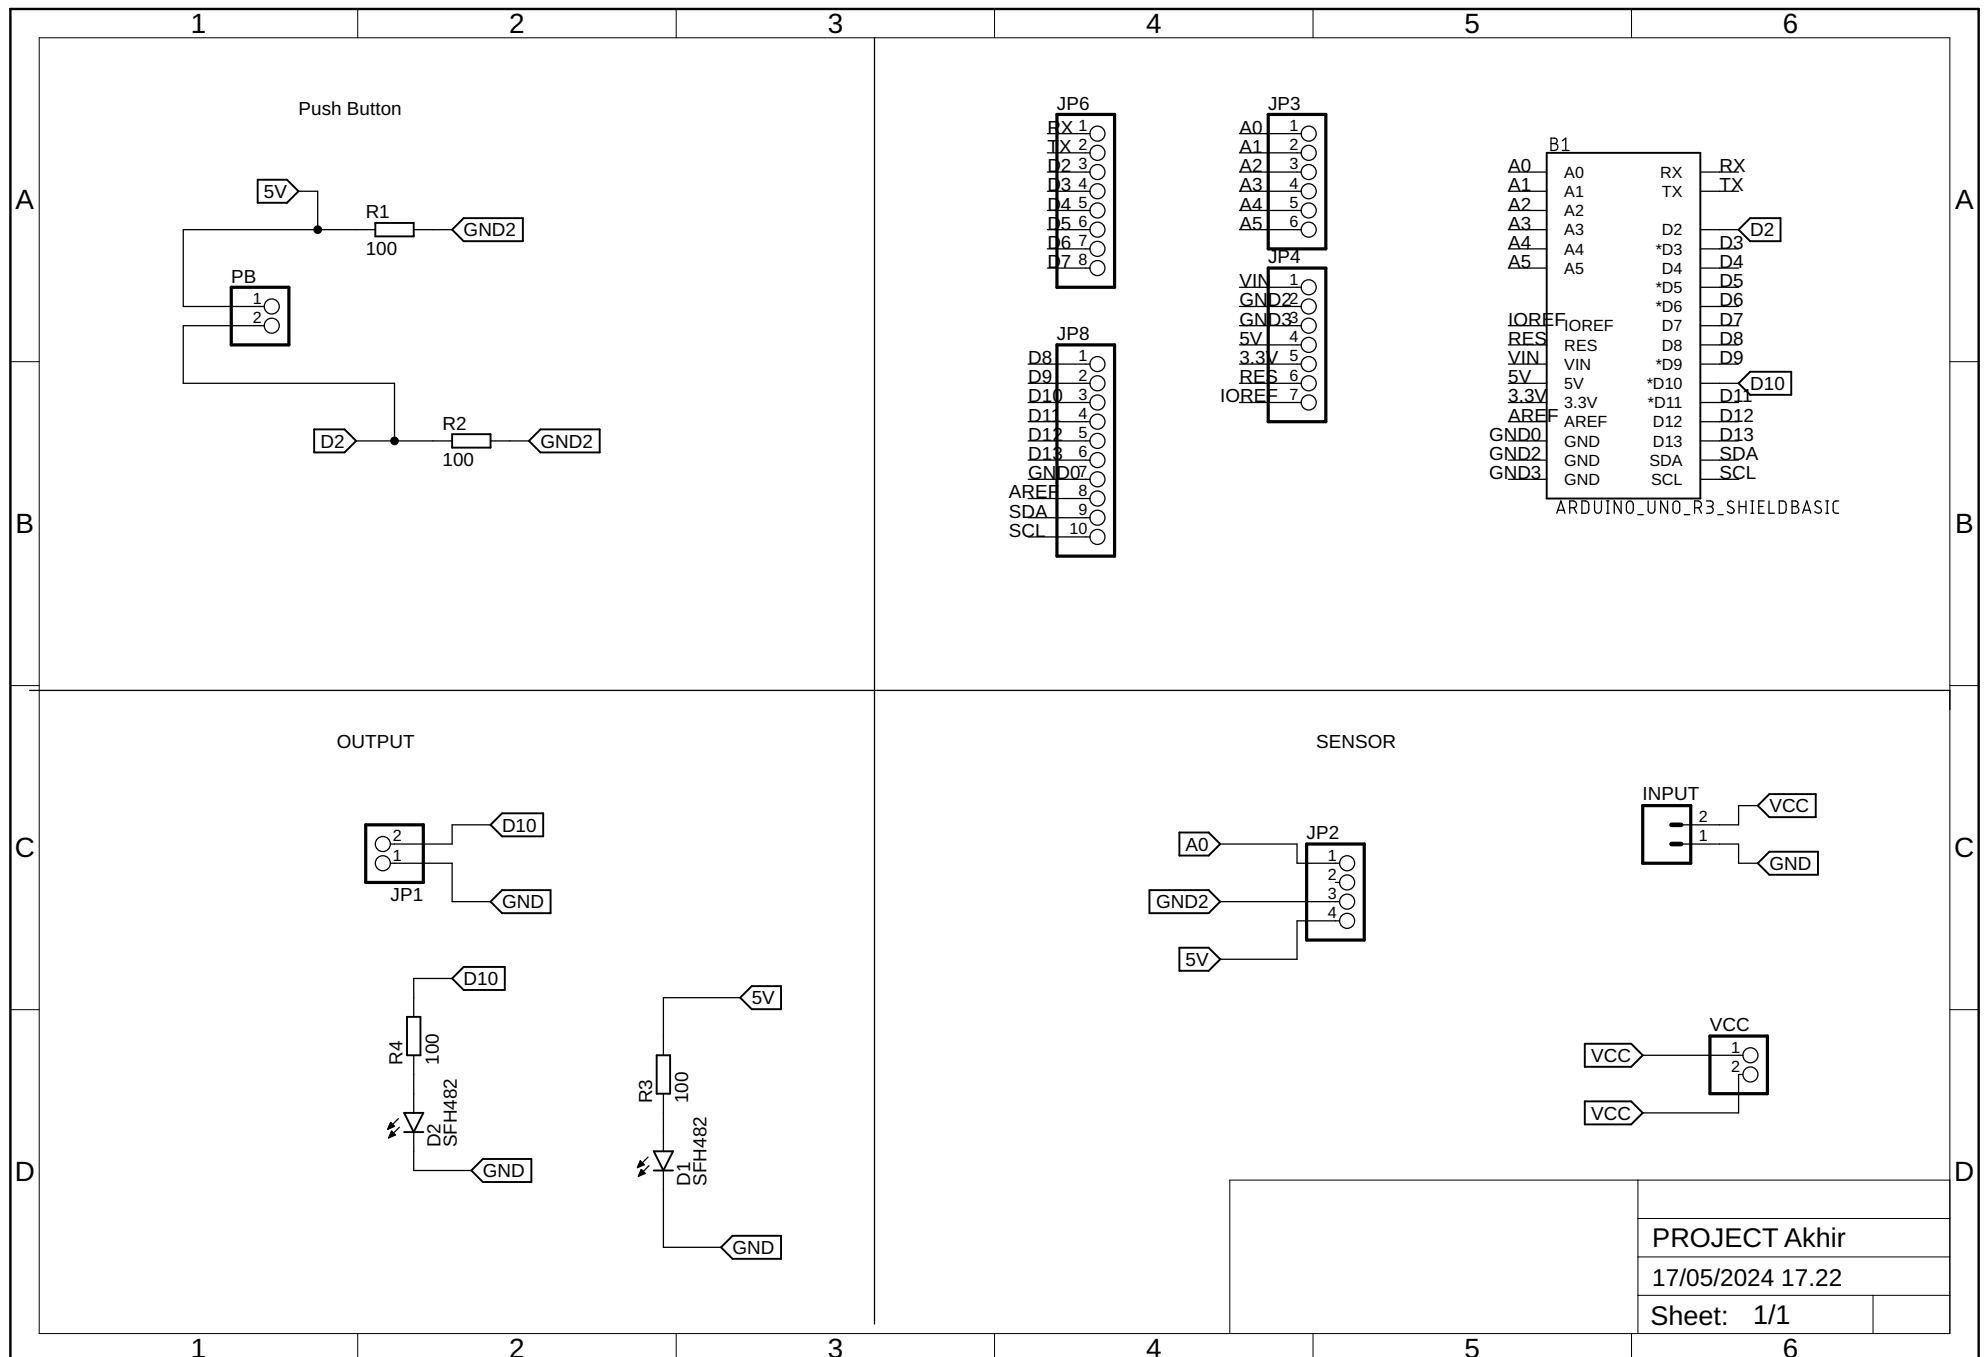 1 2 3 4 5 6
A
B
C
D
Push Button
5V
R1
100
GND2
PB
1
2
D2
R2
100
GND2
JP6
RX 1
TX 2
D2 3
D3 4
D4 5
D5 6
D6 7
D7 8
JP8
D8 1
D9 2
D10 3
D11 4
D12 5
D13 6
GND0 7
AREF 8
SDA 9
SCL 10
JP3
A0 1
A1 2
A2 3
A3 4
A4 5
A5 6
JP4
VIN 1
GND2 2
GND3 3
5V 4
3.3V 5
RES 6
IOREF 7
B1
A0 A0 RX RX
A1 A1 TX TX
A2 A2
A3 A3 D2 D2
A4 A4 *D3 D3
A5 A5 D4 D4
*D5 D5
*D6 D6
IOREF IOREF D7 D7
RES RES D8 D8
VIN VIN *D9 D9
5V 5V *D10 D10
3.3V 3.3V *D11 D11
AREF AREF D12 D12
GND0 GND D13 D13
GND2 GND SDA SDA
GND3 GND SCL SCL
ARDUINO_UNO_R3_SHIELDBASIC
A
B
C
D
OUTPUT
2 D10
1
JP1
GND
D10
R4
100
D2
SFH482
GND
5V
R3
100
D1
SFH482
GND
SENSOR
JP2
A0 1
2
GND2 3
4
5V
INPUT
2 VCC
1
GND
VCC
VCC 1
2
VCC
PROJECT Akhir
17/05/2024 17.22
Sheet: 1/1
1 2 3 4 5 6